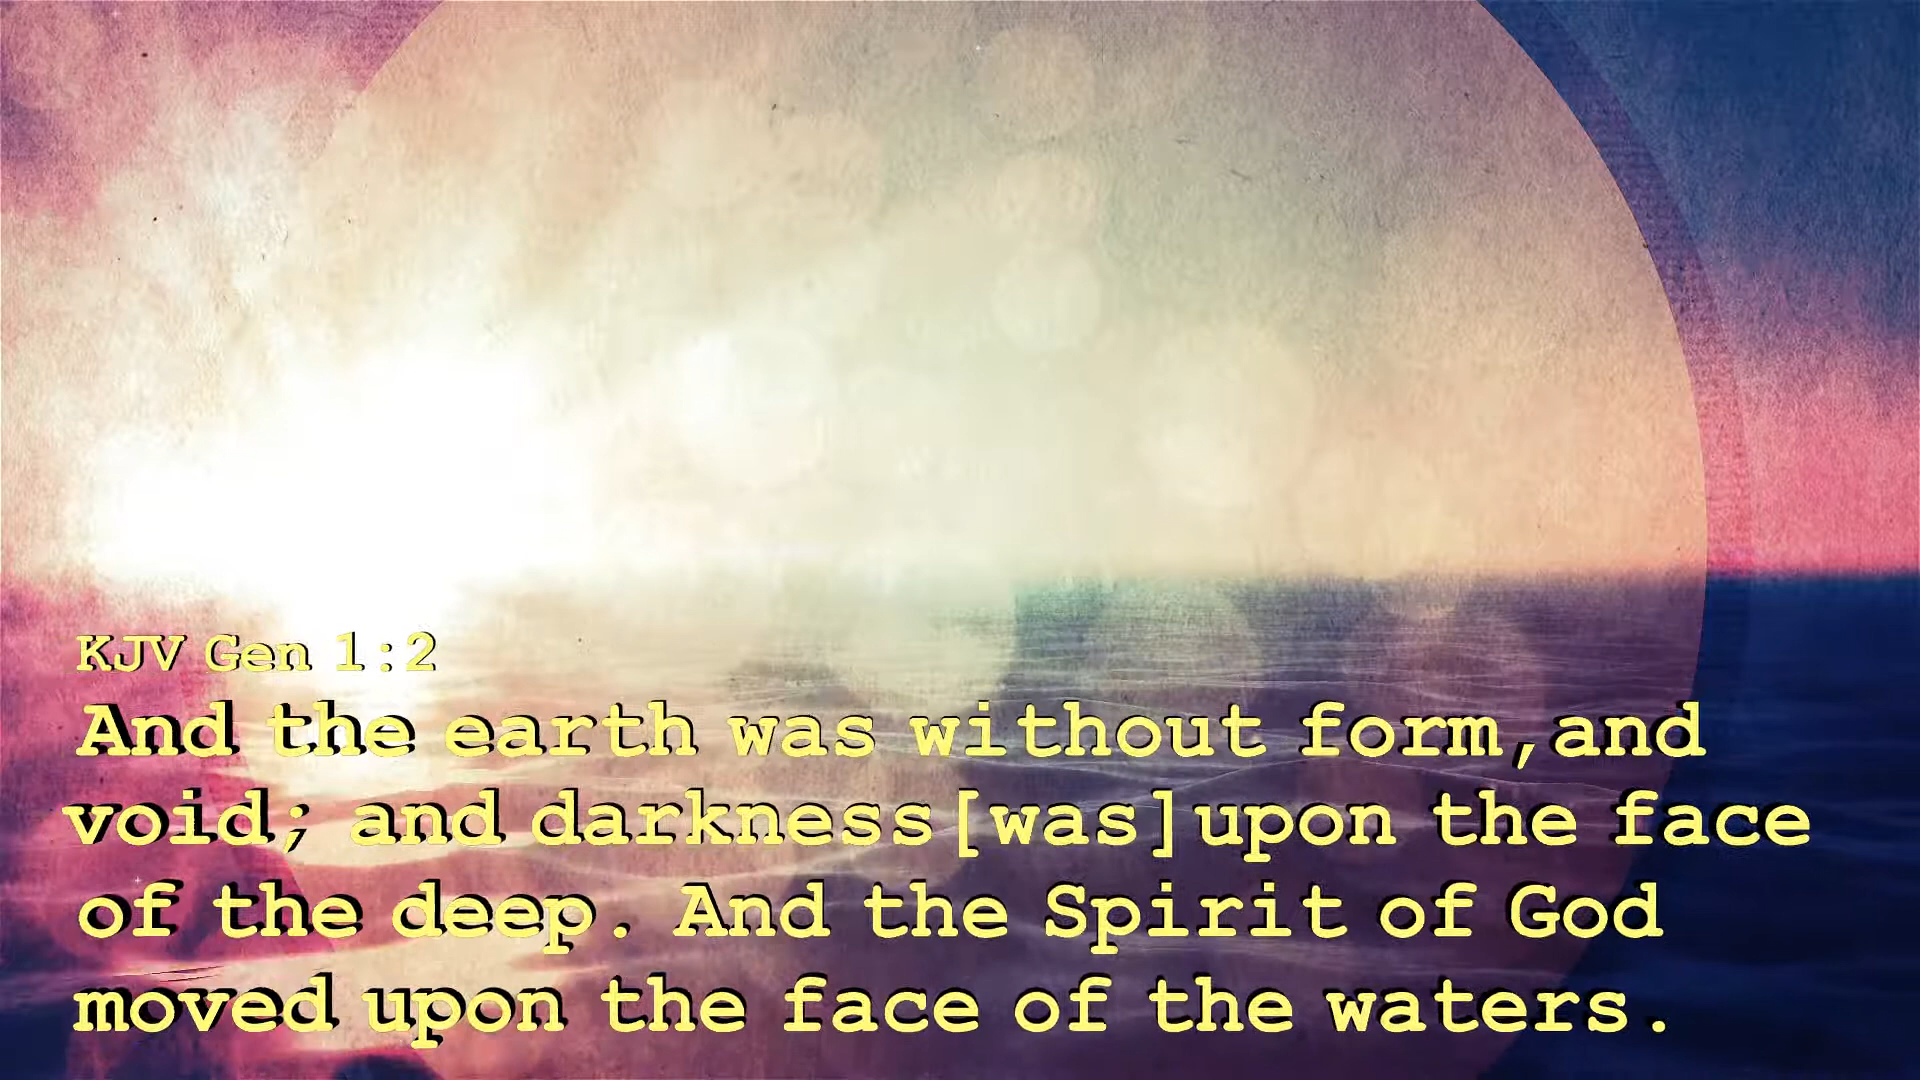 KJV Gen 1:2
And the earth was without form,and
void; and darkness[was]upon the face
of the deep. And the Spirit of God
moved upon the face of the waters.